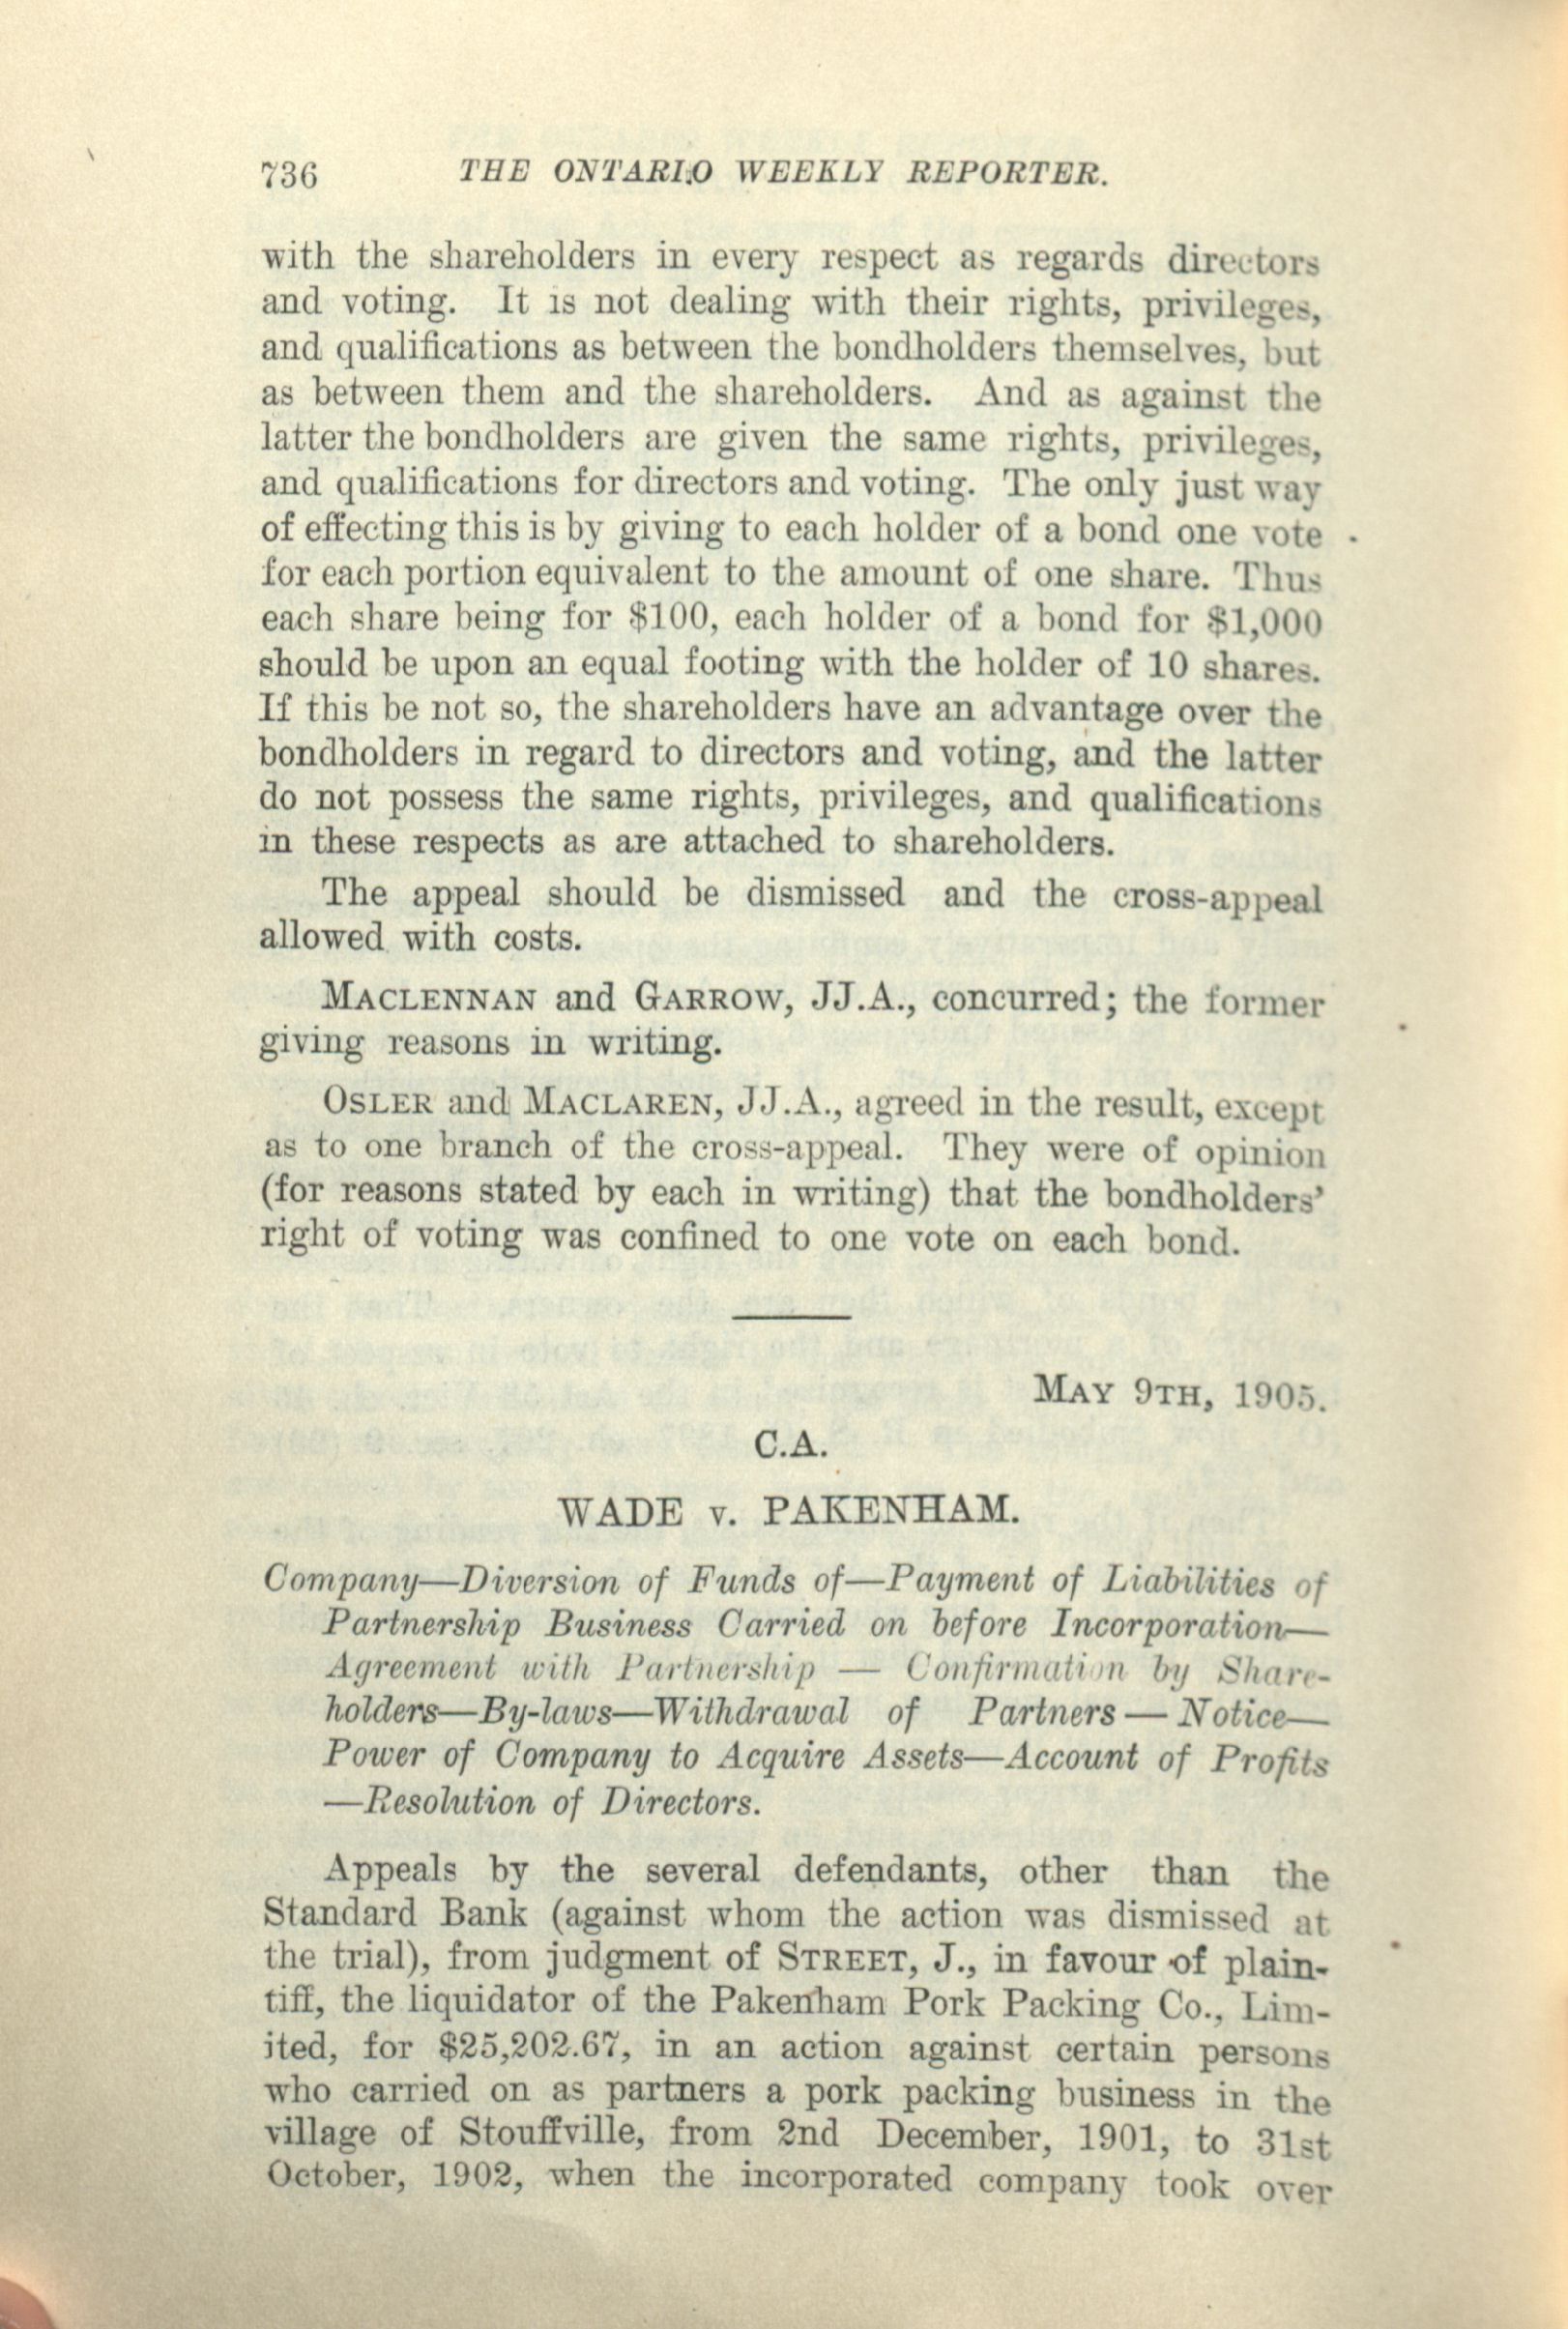 736 THE ONTARIO WEEKLY REPORTER.
with the shareholders in every respect as regards directors
and voting. It is not dealing with their rights, privileges,
and qualifications as between the bondholders themselves, but
as between them and the shareholders. And as against the
latter the bondholders are given the same rights, privileges,
and qualifications for directors and voting. The only just way
of effecting this is by giving to each holder of a bond one vote
for each portion equivalent to the amount of one share. Thus
each share being for $100, each holder of a bond for $1,000
should be upon an equal footing with the holder of 10 shares.
If this be not so, the shareholders have an advantage over the
bondholders in regard to directors and voting, and the latter
do not possess the same rights, privileges, and qualifications
in these respects as are attached to shareholders.
The appeal should be dismissed and the cross-appeal
allowed with costs.
MACLENNAN and GARROW, JJ.A., concurred; the former
giving reasons in writing.
OSLER and MACLAREN, JJ.A., agreed in the result, except
as to one branch of the cross-appeal. They were of opinion
(for reasons stated by each in writing) that the bondholders'
right of voting was confined to one vote on each bond.
MAY 9TH, 1905.
C.A.
WADE v. PAKENHAM.
Company—Diversion of Funds of—Payment of Liabilities of
Partnership Business Carried on before Incorporation—
Agreement with Partnership — Confirmation by Share-
holders—By-laws—Withdrawal of Partners — Notice—
Power of Company to Acquire Assets—Account of Profits
—Resolution of Directors.
Appeals by the several defendants, other than the
Standard Bank (against whom the action was dismissed at
the trial), from judgment of STREET, J., in favour of plain-
tiff, the liquidator of the Pakenham Pork Packing Co., Lim-
ited, for $25,202.67, in an action against certain persons
who carried on as partners a pork packing business in the
village of Stouffville, from 2nd December, 1901, to 31st
October, 1902, when the incorporated company took over